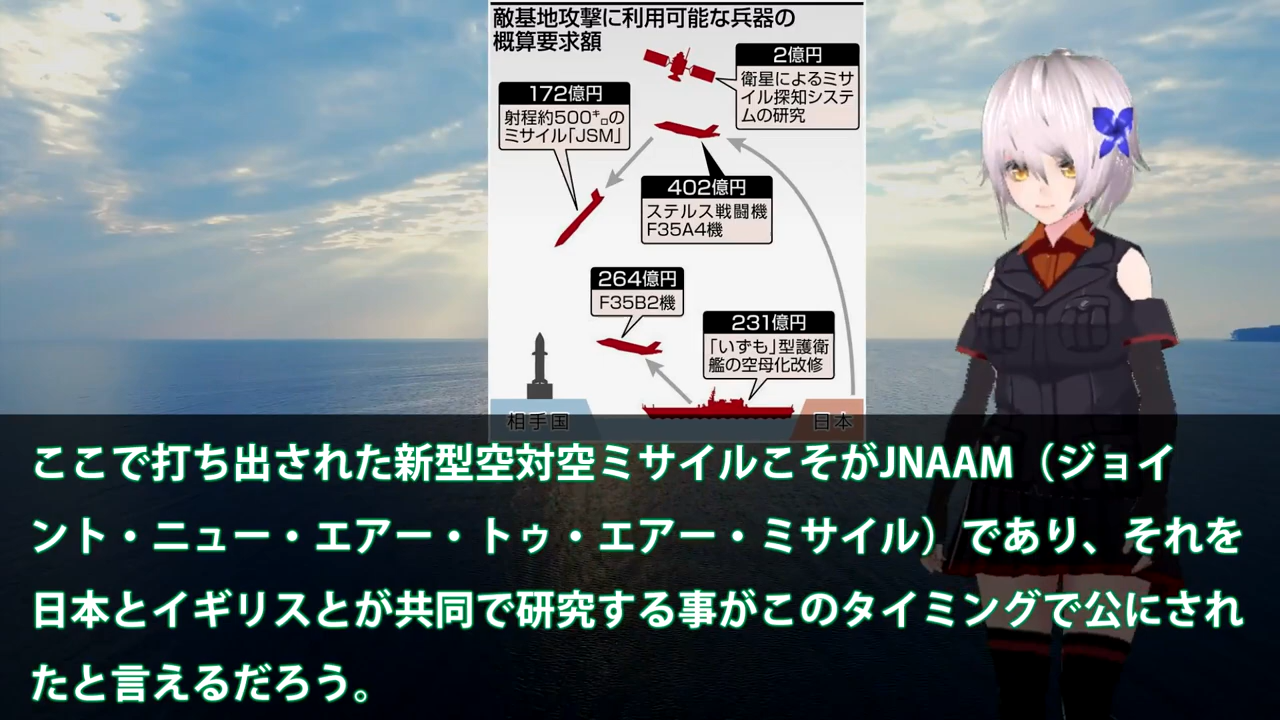 敵基地攻撃に利用可能な兵器の
概算要求額
2億円
衛星によるミサ
イル探知システ
ムの研究
172億円
射程約500㌔の
ミサイル「JSM」
402億円
ステルス戦闘機
F35A4機
264億円
F35B2機
231億円
「いずも」型護衛
艦の空母化改修
相手国
日本
ここで打ち出された新型空対空ミサイルこそがJNAAM（ジョイ
ント・ニュー・エアー・トゥ・エアー・ミサイル）であり、それを
日本とイギリスとが共同で研究する事がこのタイミングで公にされ
たと言えるだろう。